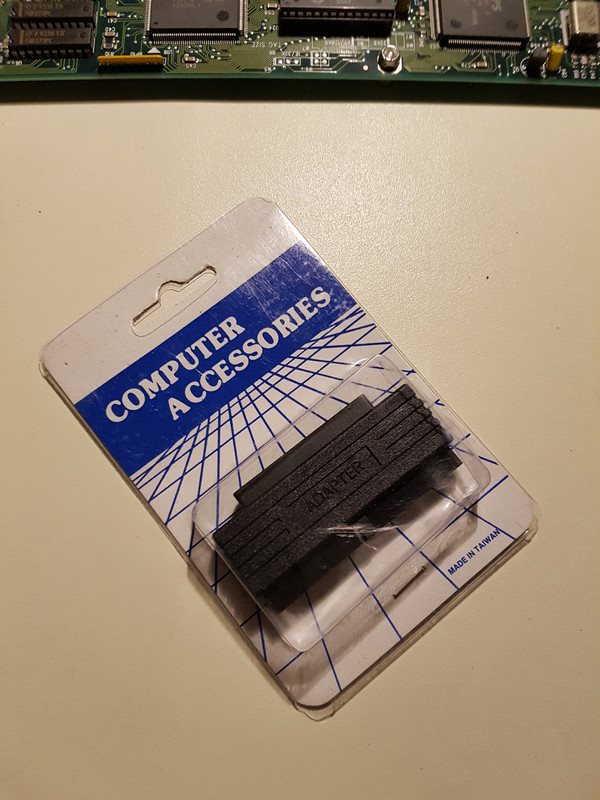 COMPUTER
ACCESSORIES
ADAPTER
MADE IN TAIWAN